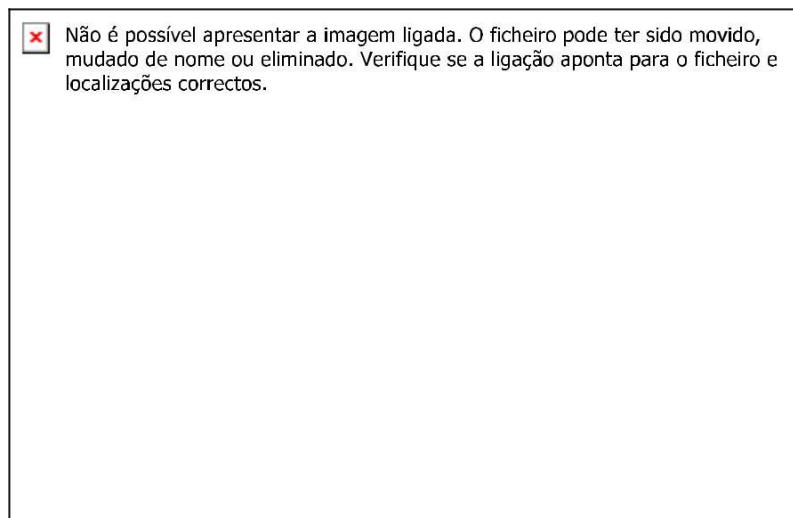 Não é possível apresentar a imagem ligada. O ficheiro pode ter sido movido,
mudado de nome ou eliminado. Verifique se a ligação aponta para o ficheiro e
localizações correctos.